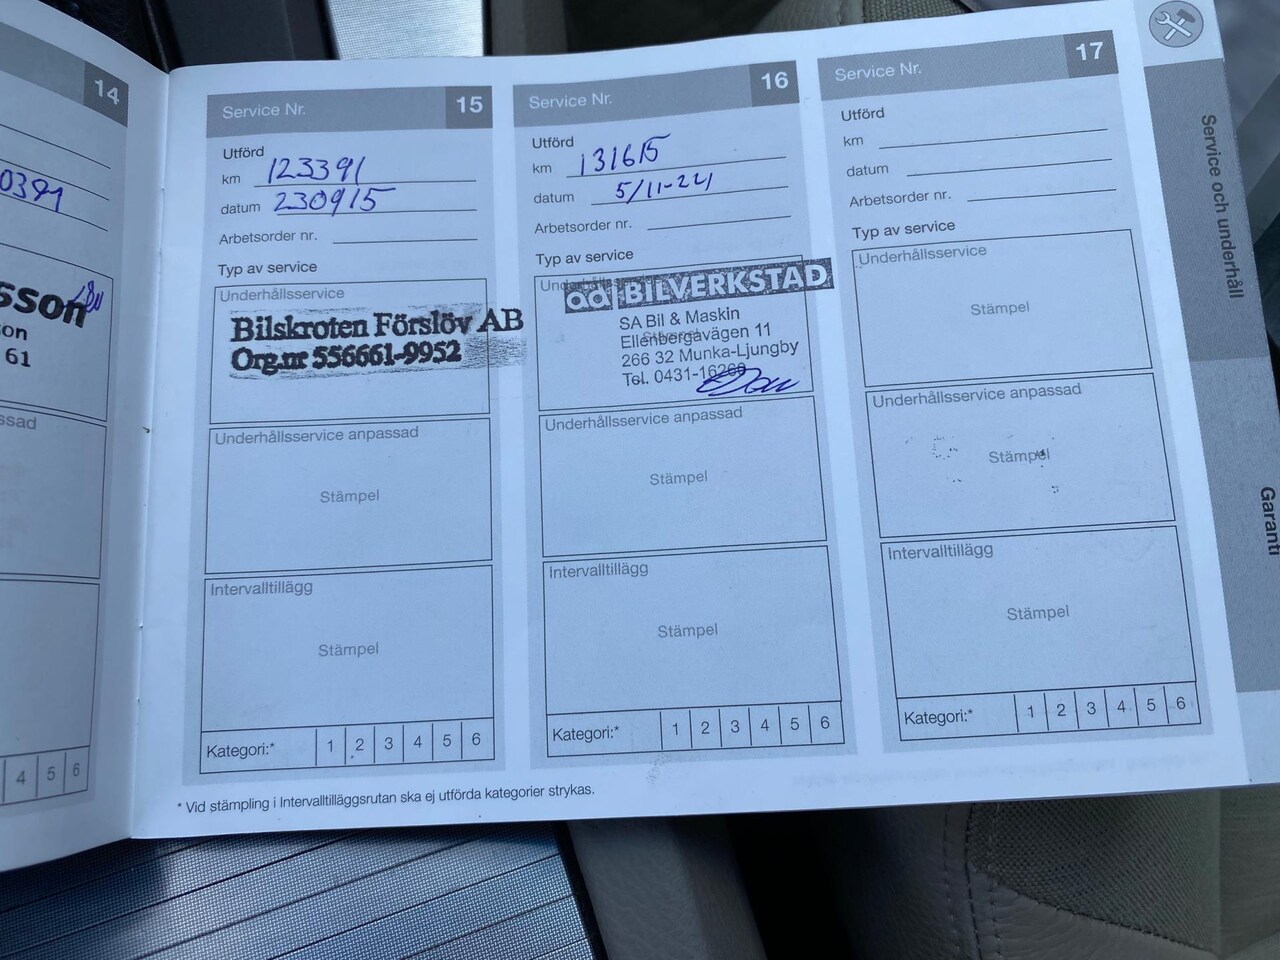 14
sson
on
61
ssad
4 5 6
Service Nr. 15
Utförd
km 123391
datum 230915
Arbetsorder nr.
Typ av service
Underhållsservice
Bilskroten Förslöv AB
Org.nr 556661-9952
Underhållsservice anpassad
Stämpel
Intervalltillägg
Stämpel
Kategori:* 1 2 3 4 5 6
Service Nr. 16
Utförd
km 131615
datum 5/11-24
Arbetsorder nr.
Typ av service
ad BILVERKSTAD
SA Bil & Maskin
Stämpel
Ellenbergavägen 11
266 32 Munka-Ljungby
Tel. 0431-16260
Underhållsservice anpassad
Stämpel
Intervalltillägg
Stämpel
Kategori:* 1 2 3 4 5 6
Service Nr. 17
Utförd
km
datum
Arbetsorder nr.
Typ av service
Underhållsservice
Stämpel
Underhållsservice anpassad
Stämpel
Intervalltillägg
Stämpel
Kategori:* 1 2 3 4 5 6
* Vid stämpling i Intervalltilläggsrutan ska ej utförda kategorier strykas.
Service och underhåll
Garanti